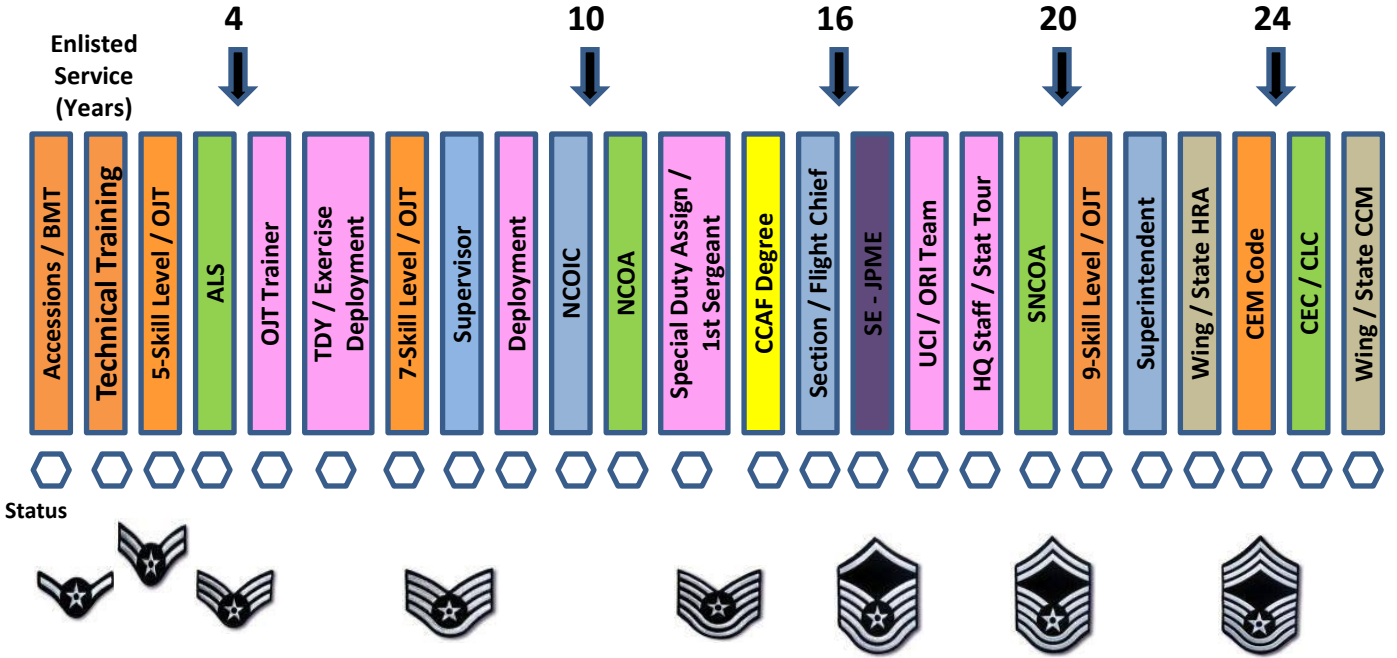 4
10
16
20
24
Enlisted
Service
(Years)
Accessions / BMT
Technical Training
5-Skill Level / OJT
ALS
OJT Trainer
TDY / Exercise
Deployment
7-Skill Level / OJT
Supervisor
Deployment
NCOIC
NCOA
Special Duty Assign /
1st Sergeant
CCAF Degree
Section / Flight Chief
SE - JPME
UCI / ORI Team
HQ Staff / Stat Tour
SNCOA
9-Skill Level / OJT
Superintendent
Wing / State HRA
CEM Code
CEC / CLC
Wing / State CCM
Status